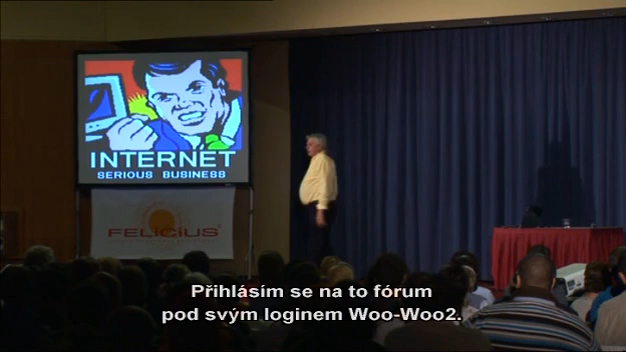 INTERNET
SERIOUS BUSINESS
FELICIUS
Přihlásím se na to fórum
pod svým loginem Woo-Woo2.